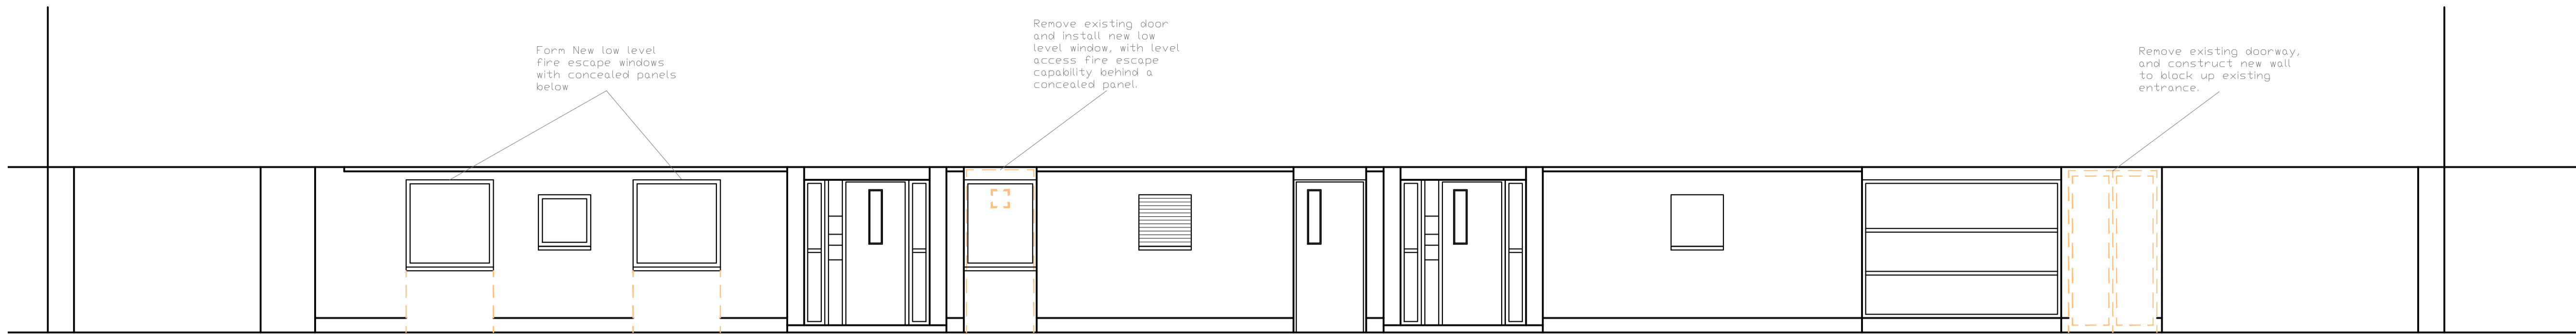 Form New low level
fire escape windows
with concealed panels
below
Remove existing door
and install new low
level window, with level
access fire escape
capability behind a
concealed panel.
Remove existing doorway,
and construct new wall
to block up existing
entrance.